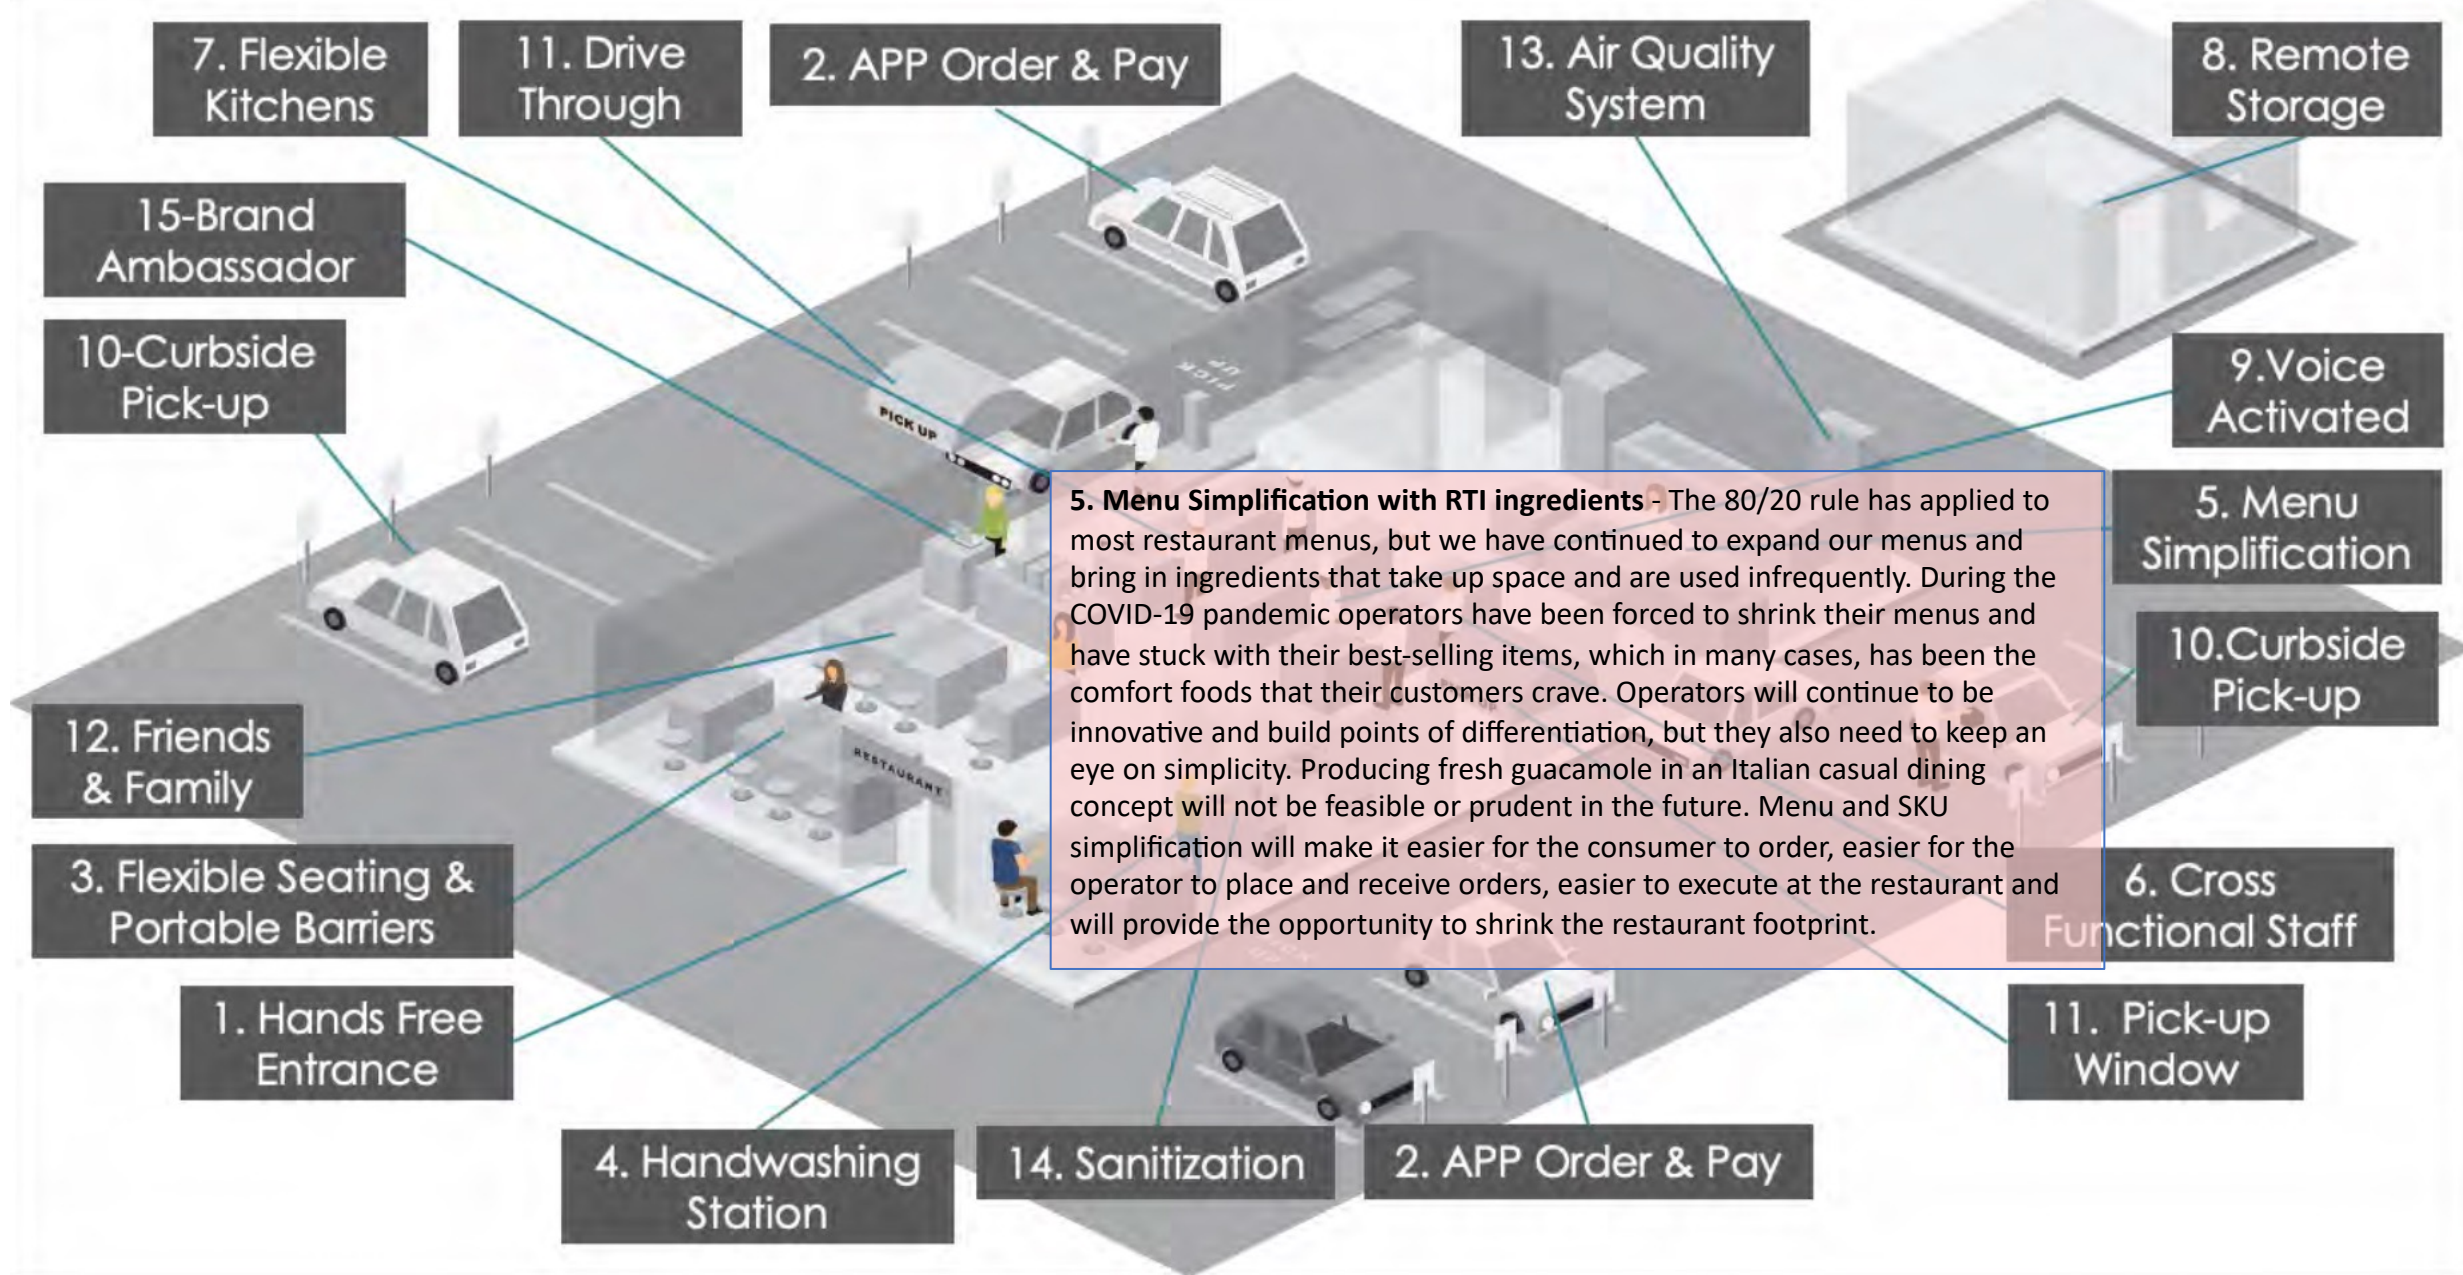 7. Flexible
Kitchens
11. Drive
Through
2. APP Order & Pay
13. Air Quality
System
8. Remote
Storage
15-Brand
Ambassador
10-Curbside
Pick-up
9.Voice
Activated
PICK
UP
PICK UP
5. Menu Simplification with RTI ingredients - The 80/20 rule has applied to
most restaurant menus, but we have continued to expand our menus and
bring in ingredients that take up space and are used infrequently. During the
COVID-19 pandemic operators have been forced to shrink their menus and
have stuck with their best-selling items, which in many cases, has been the
comfort foods that their customers crave. Operators will continue to be
innovative and build points of differentiation, but they also need to keep an
eye on simplicity. Producing fresh guacamole in an Italian casual dining
concept will not be feasible or prudent in the future. Menu and SKU
simplification will make it easier for the consumer to order, easier for the
operator to place and receive orders, easier to execute at the restaurant and
will provide the opportunity to shrink the restaurant footprint.
5. Menu
Simplification
10.Curbside
Pick-up
12. Friends
& Family
RESTAURANT
3. Flexible Seating &
Portable Barriers
6. Cross
Functional Staff
PICK
UP
1. Hands Free
Entrance
11. Pick-up
Window
4. Handwashing
Station
14. Sanitization
2. APP Order & Pay